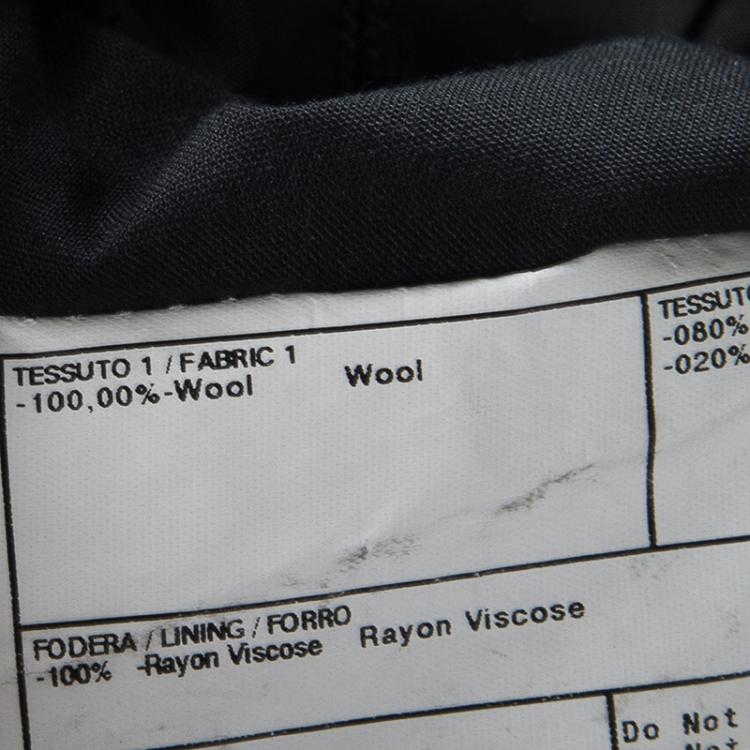 TESSUTO 1 / FABRIC 1
-100,00%-Wool Wool
-080%
-020%
FODERA / LINING / FORRO
-100% -Rayon Viscose Rayon Viscose
Do Not
Not